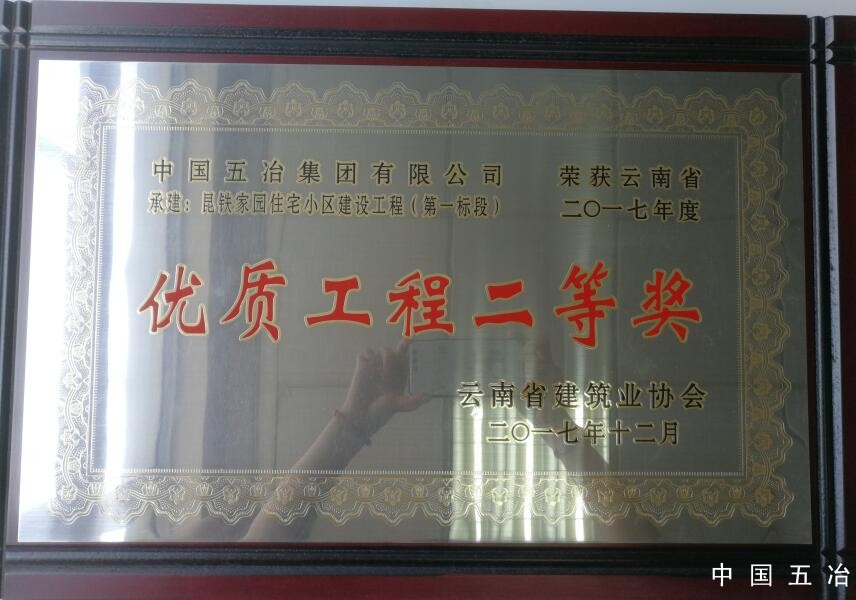 中国五冶集团有限公司 荣获云南省
承建：昆铁家园住宅小区建设工程（第一标段） 二〇一七年度
优质工程二等奖
云南省建筑业协会
二〇一七年十二月
中国五冶